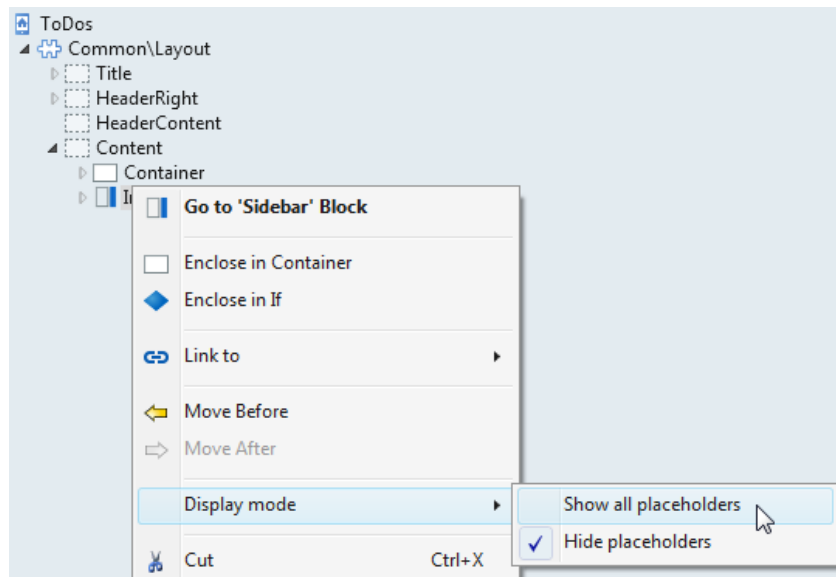 ToDos
Common\Layout
Title
HeaderRight
HeaderContent
Content
Container
Go to 'Sidebar' Block
Enclose in Container
Enclose in If
Link to
Move Before
Move After
Display mode
Show all placeholders
Hide placeholders
Cut Ctrl+X